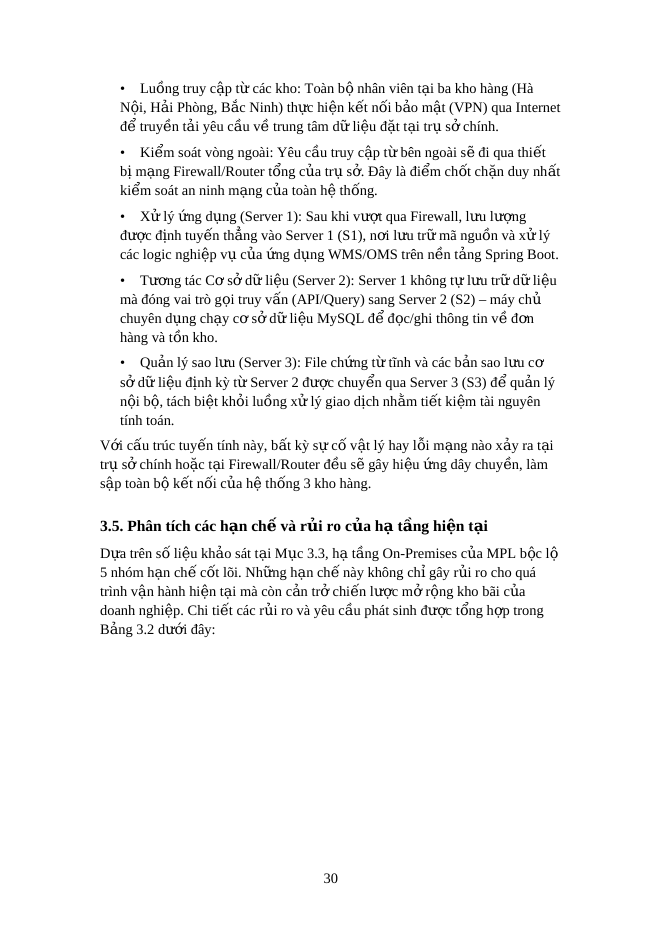 • Luồng truy cập từ các kho: Toàn bộ nhân viên tại ba kho hàng (Hà
Nội, Hải Phòng, Bắc Ninh) thực hiện kết nối bảo mật (VPN) qua Internet
để truyền tải yêu cầu về trung tâm dữ liệu đặt tại trụ sở chính.
• Kiểm soát vòng ngoài: Yêu cầu truy cập từ bên ngoài sẽ đi qua thiết
bị mạng Firewall/Router tổng của trụ sở. Đây là điểm chốt chặn duy nhất
kiểm soát an ninh mạng của toàn hệ thống.
• Xử lý ứng dụng (Server 1): Sau khi vượt qua Firewall, lưu lượng
được định tuyến thẳng vào Server 1 (S1), nơi lưu trữ mã nguồn và xử lý
các logic nghiệp vụ của ứng dụng WMS/OMS trên nền tảng Spring Boot.
• Tương tác Cơ sở dữ liệu (Server 2): Server 1 không tự lưu trữ dữ liệu
mà đóng vai trò gọi truy vấn (API/Query) sang Server 2 (S2) – máy chủ
chuyên dụng chạy cơ sở dữ liệu MySQL để đọc/ghi thông tin về đơn
hàng và tồn kho.
• Quản lý sao lưu (Server 3): File chứng từ tĩnh và các bản sao lưu cơ
sở dữ liệu định kỳ từ Server 2 được chuyển qua Server 3 (S3) để quản lý
nội bộ, tách biệt khỏi luồng xử lý giao dịch nhằm tiết kiệm tài nguyên
tính toán.
Với cấu trúc tuyến tính này, bất kỳ sự cố vật lý hay lỗi mạng nào xảy ra tại
trụ sở chính hoặc tại Firewall/Router đều sẽ gây hiệu ứng dây chuyền, làm
sập toàn bộ kết nối của hệ thống 3 kho hàng.
3.5. Phân tích các hạn chế và rủi ro của hạ tầng hiện tại
Dựa trên số liệu khảo sát tại Mục 3.3, hạ tầng On-Premises của MPL bộc lộ
5 nhóm hạn chế cốt lõi. Những hạn chế này không chỉ gây rủi ro cho quá
trình vận hành hiện tại mà còn cản trở chiến lược mở rộng kho bãi của
doanh nghiệp. Chi tiết các rủi ro và yêu cầu phát sinh được tổng hợp trong
Bảng 3.2 dưới đây:
30